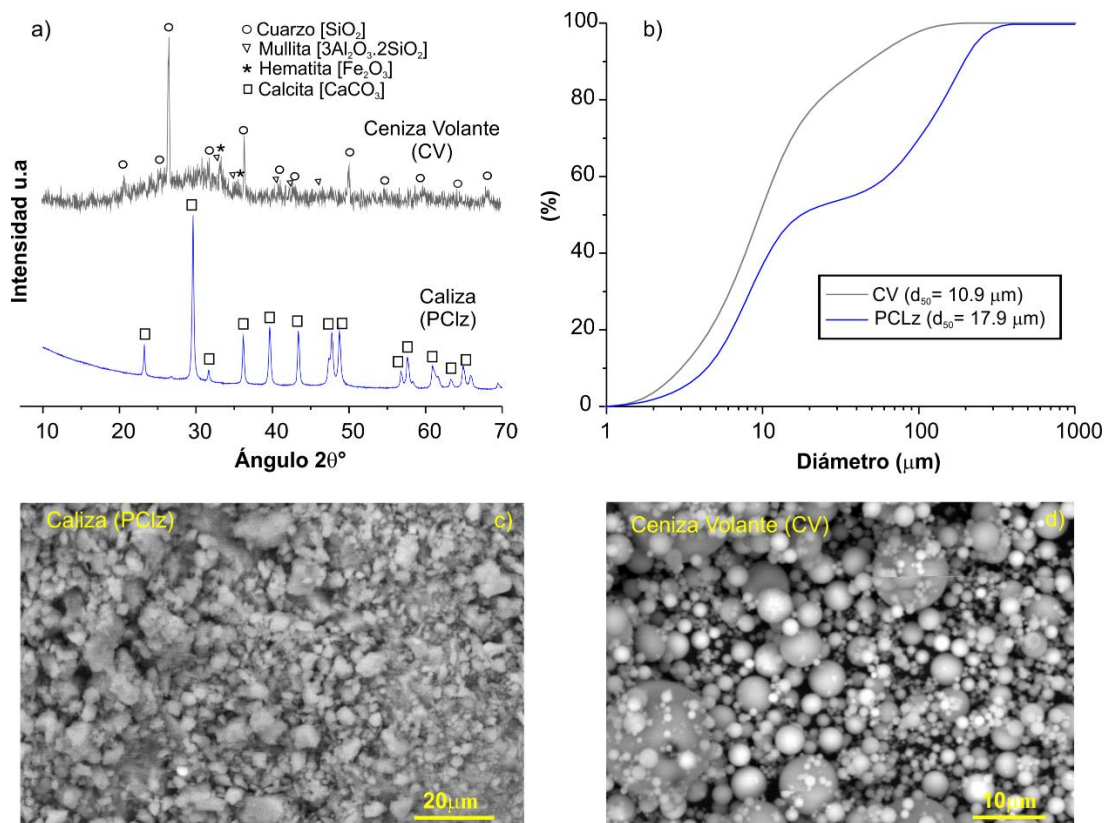 a)
○ Cuarzo [SiO₂]
▽ Mullita [3Al₂O₃.2SiO₂]
* Hematita [Fe₂O₃]
□ Calcita [CaCO₃]
Ceniza Volante
(CV)
Caliza
(PClz)
Intensidad u.a
10 20 30 40 50 60 70
Ángulo 2θ°
b)
100
80
60
40
20
0
(%)
CV (d₅₀= 10.9 μm)
PCLz (d₅₀= 17.9 μm)
1 10 100 1000
Diámetro (μm)
Caliza (PClz)
c)
20μm
Ceniza Volante (CV)
d)
10μm